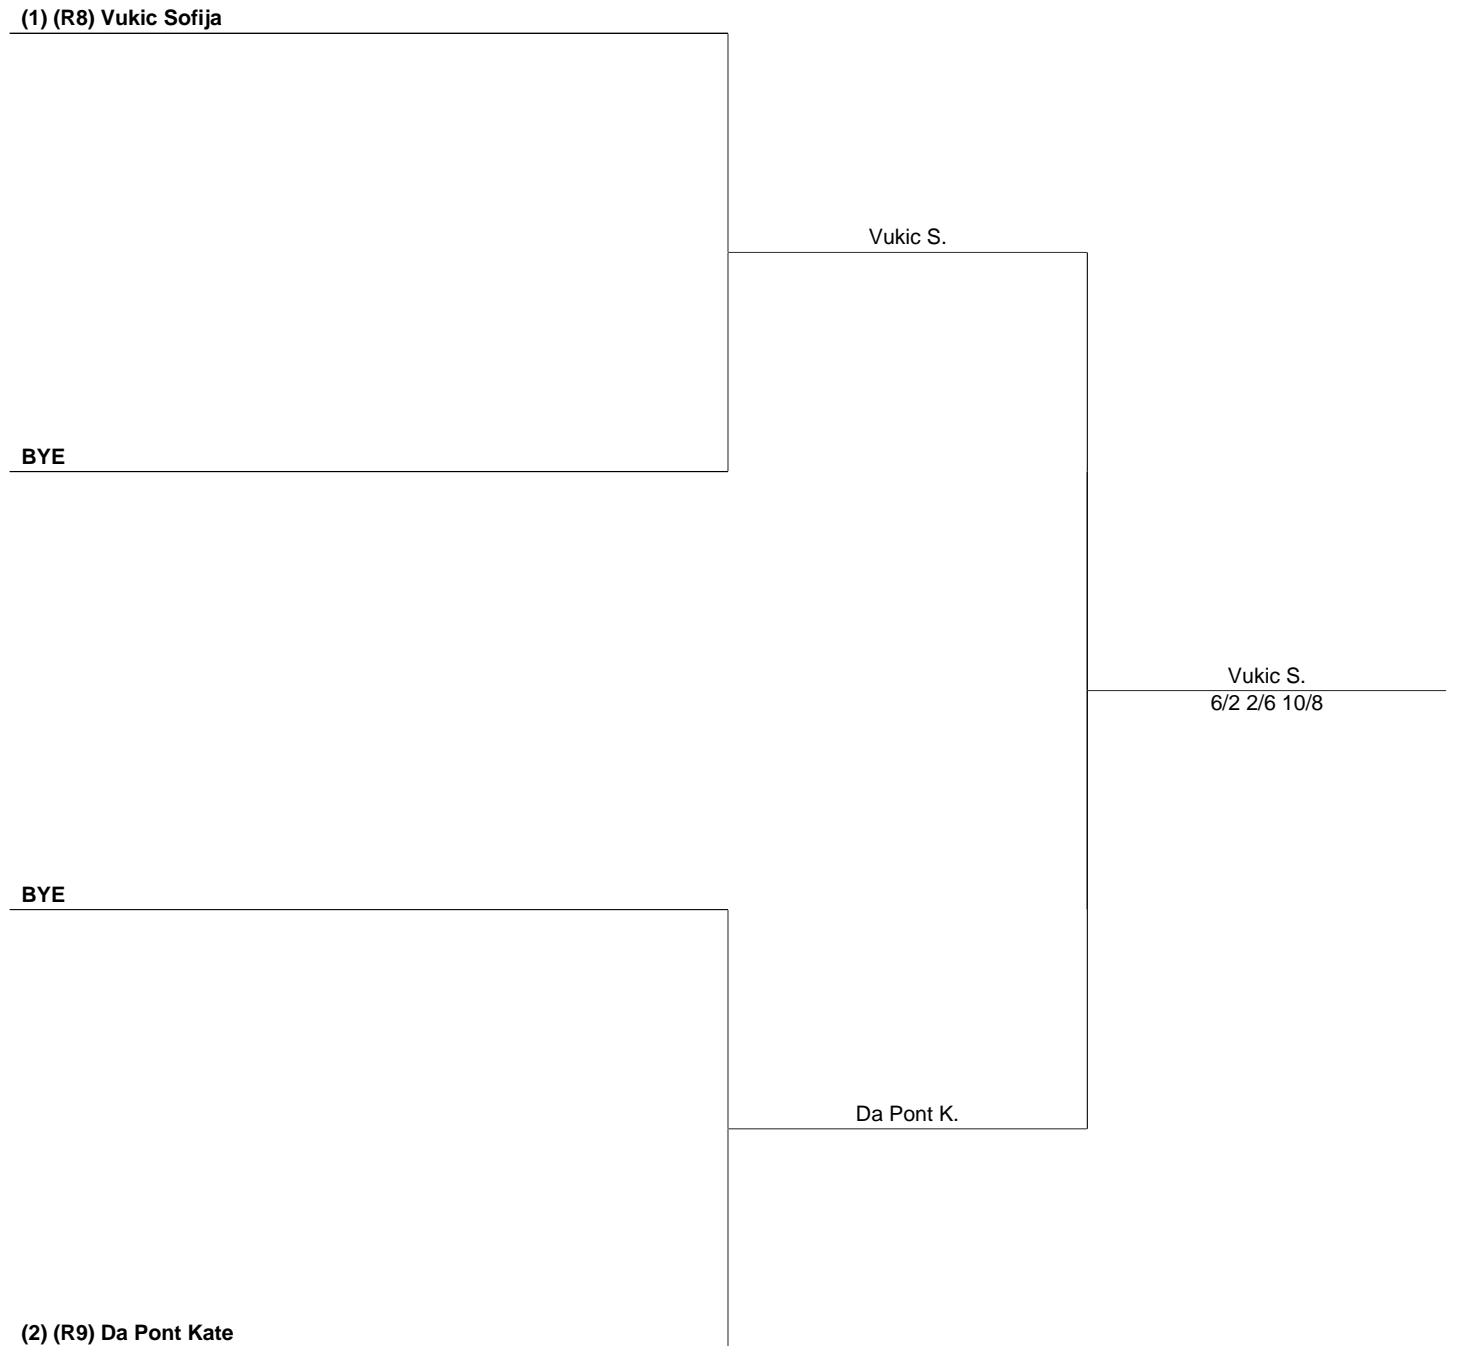 (1) (R8) Vukic Sofija
Vukic S.
BYE
Vukic S.
6/2 2/6 10/8
BYE
Da Pont K.
(2) (R9) Da Pont Kate